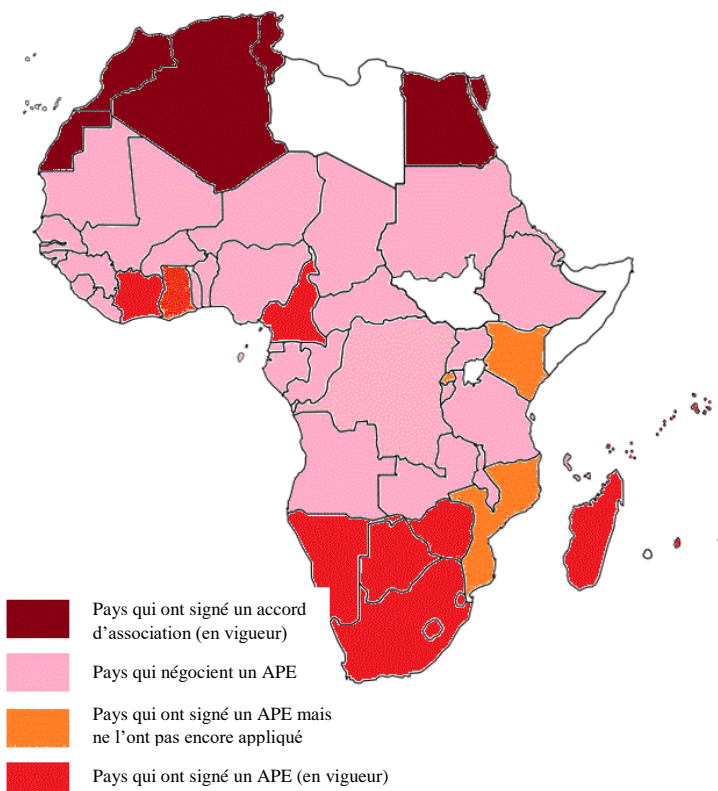 Pays qui ont signé un accord
d’association (en vigueur)
Pays qui négocient un APE
Pays qui ont signé un APE mais
ne l'ont pas encore appliqué
Pays qui ont signé un APE (en vigueur)